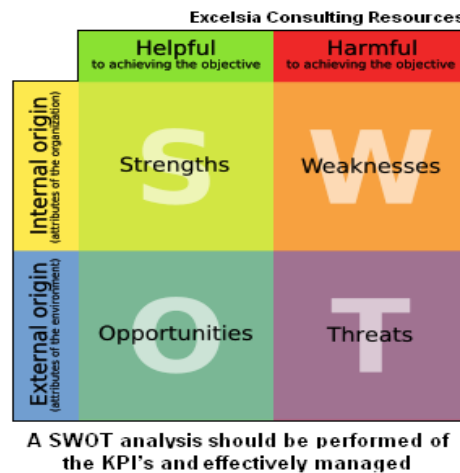 Excelsia Consulting Resources
Helpful
to achieving the objective
Harmful
to achieving the objective
Internal origin
(attributes of the organization)
S
Strengths
W
Weaknesses
External origin
(attributes of the environment)
O
Opportunities
T
Threats
A SWOT analysis should be performed of
the KPI's and effectively managed